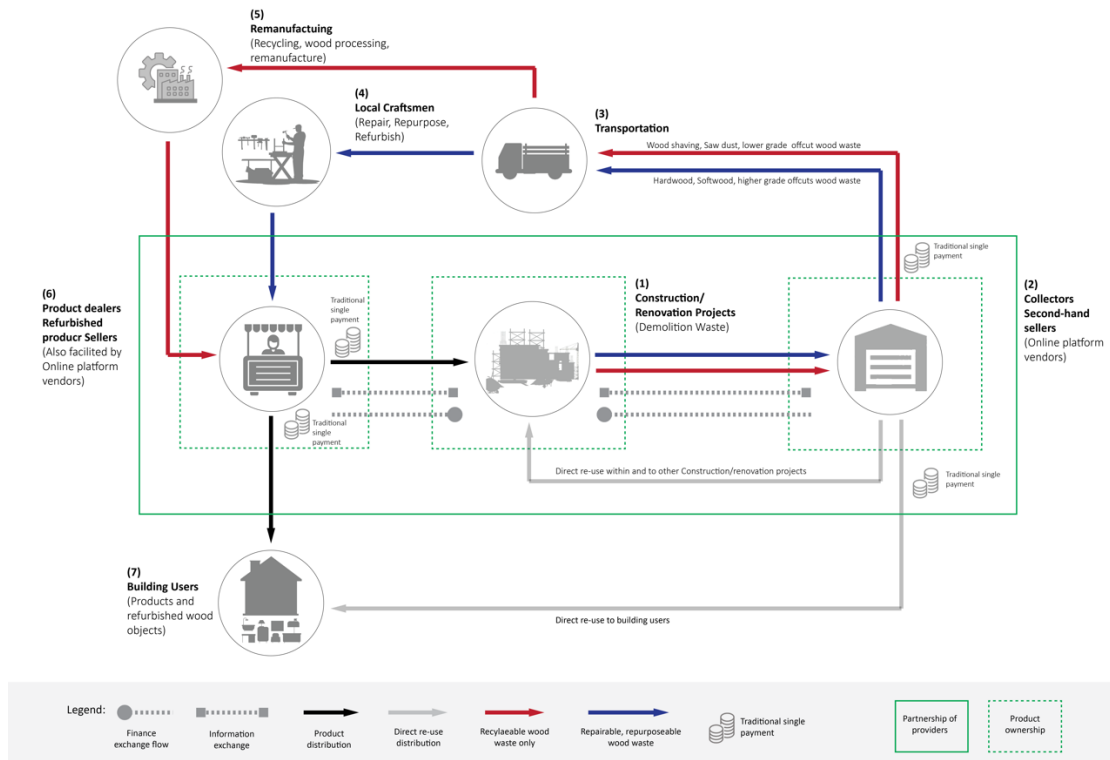 (5)
Remanufactuing
(Recycling, wood processing,
remanufacture)
(4)
Local Craftsmen
(Repair, Repurpose,
Refurbish)
(3)
Transportation
Wood shaving, Saw dust, lower grade offcut wood waste
Hardwood, Softwood, higher grade offcuts wood waste
Traditional single
payment
(6)
Product dealers
Refurbished
producr Sellers
(Also facilited by
Online platform
vendors)
Traditional
single
payment
(1)
Construction/
Renovation Projects
(Demolition Waste)
(2)
Collectors
Second-hand
sellers
(Online platform
vendors)
Traditional
single
payment
Direct re-use within and to other Construction/renovation projects
Traditional single
payment
(7)
Building Users
(Products and
refurbished wood
objects)
Direct re-use to building users
Legend:
Finance
exchange flow
Information
exchange
Product
distribution
Direct re-use
distribution
Recylaeable wood
waste only
Repairable, repurposeable
wood waste
Traditional single
payment
Partnership of
providers
Product
ownership